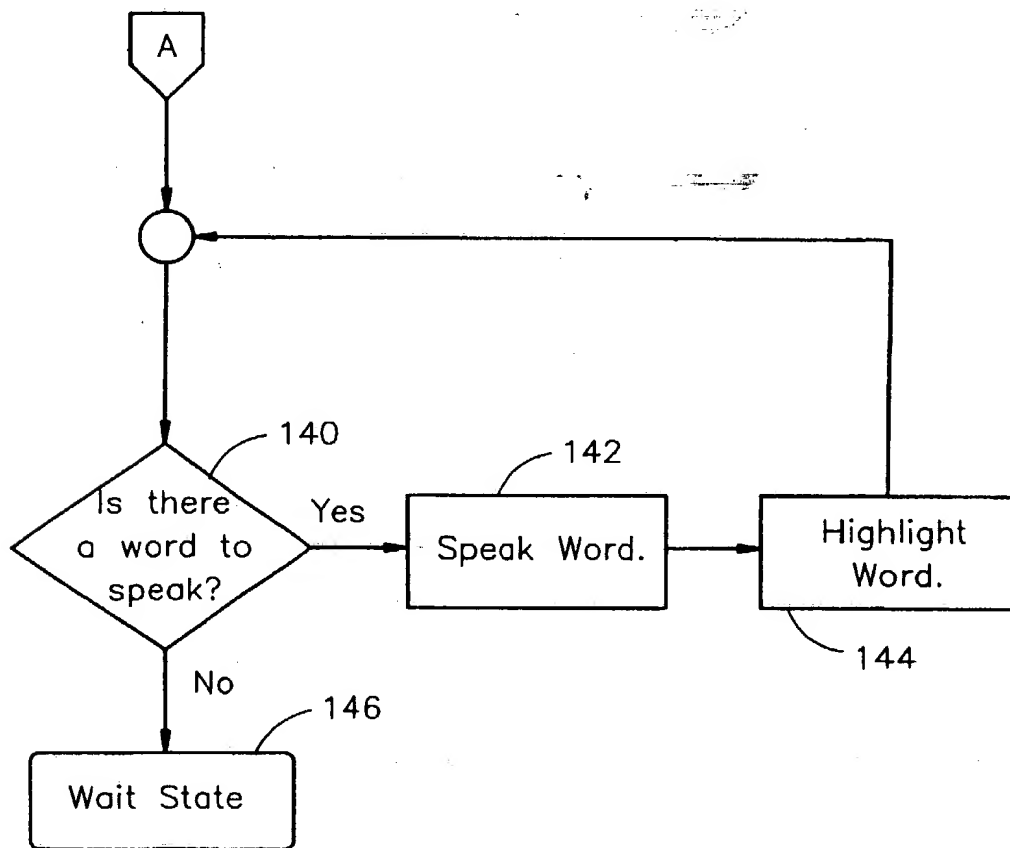 A
140
Is there
a word to
speak?
Yes
142
Speak Word.
Highlight
Word.
144
No
146
Wait State